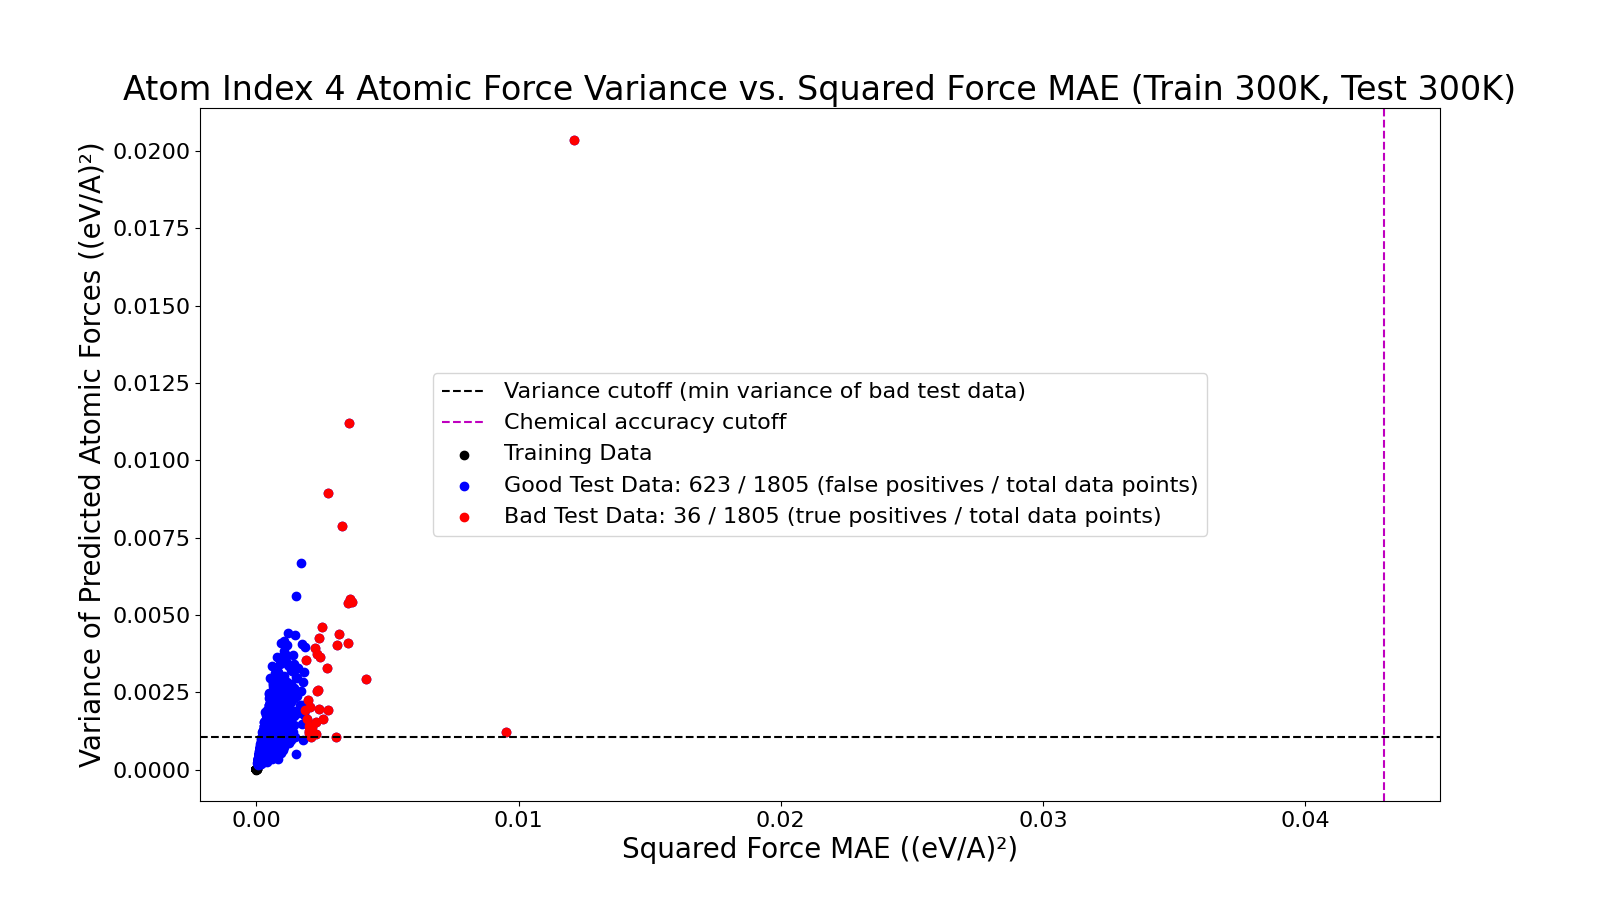 Atom Index 4 Atomic Force Variance vs. Squared Force MAE (Train 300K, Test 300K)
Variance of Predicted Atomic Forces ((eV/A)²)
0.0200
0.0175
0.0150
0.0125
0.0100
0.0075
0.0050
0.0025
0.0000
Variance cutoff (min variance of bad test data)
Chemical accuracy cutoff
Training Data
Good Test Data: 623 / 1805 (false positives / total data points)
Bad Test Data: 36 / 1805 (true positives / total data points)
0.00 0.01 0.02 0.03 0.04
Squared Force MAE ((eV/A)²)